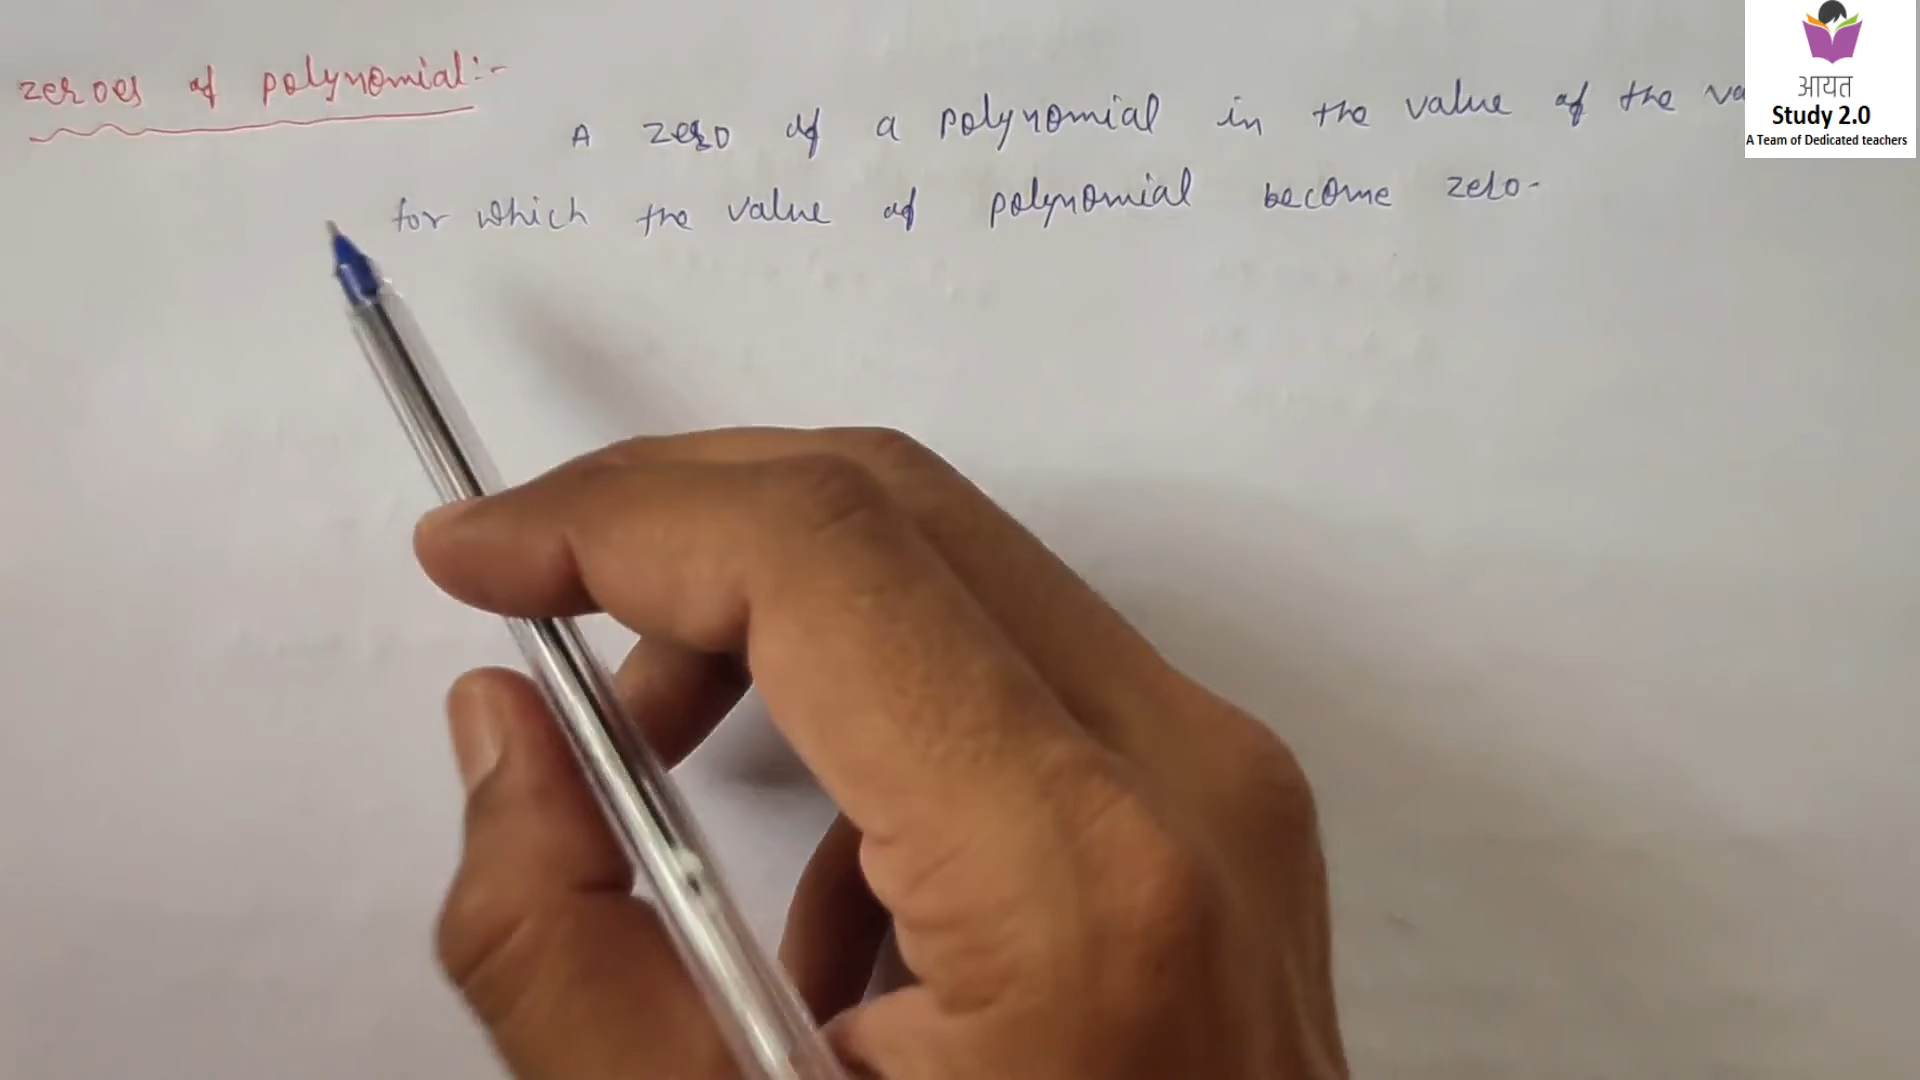 zeroes of polynomial:-
A zero of a polynomial in the value of the va
for which the value of polynomial become zero.
आयत
Study 2.0
A Team of Dedicated teachers